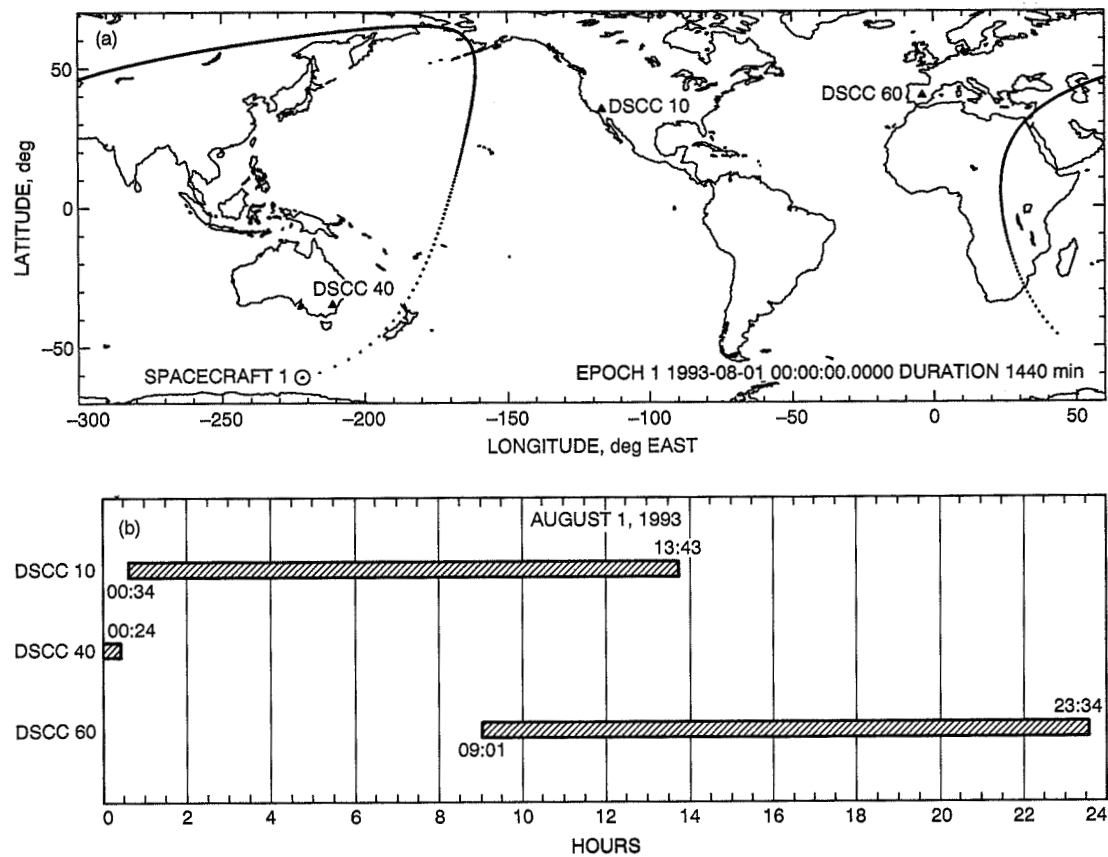 (a)
50
0
−50
LATITUDE, deg
DSCC 10
DSCC 60
DSCC 40
SPACECRAFT 1
EPOCH 1 1993-08-01 00:00:00.0000 DURATION 1440 min
−300 −250 −200 −150 −100 −50 0 50
LONGITUDE, deg EAST
(b)
AUGUST 1, 1993
13:43
DSCC 10
00:34
00:24
DSCC 40
23:34
DSCC 60
09:01
0 2 4 6 8 10 12 14 16 18 20 22 24
HOURS